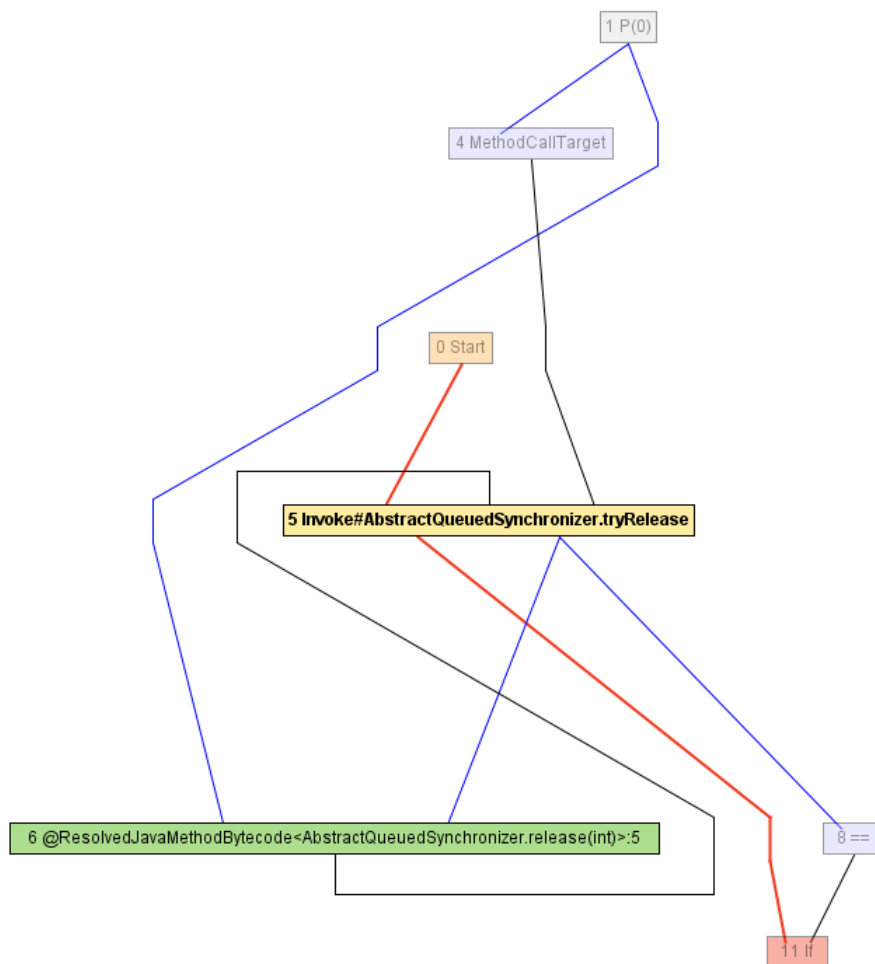 1 P(0)
4 MethodCallTarget
0 Start
5 Invoke#AbstractQueuedSynchronizer.tryRelease
6 @ResolvedJavaMethodBytecode<AbstractQueuedSynchronizer.release(int)>:5
8 ==
11 If